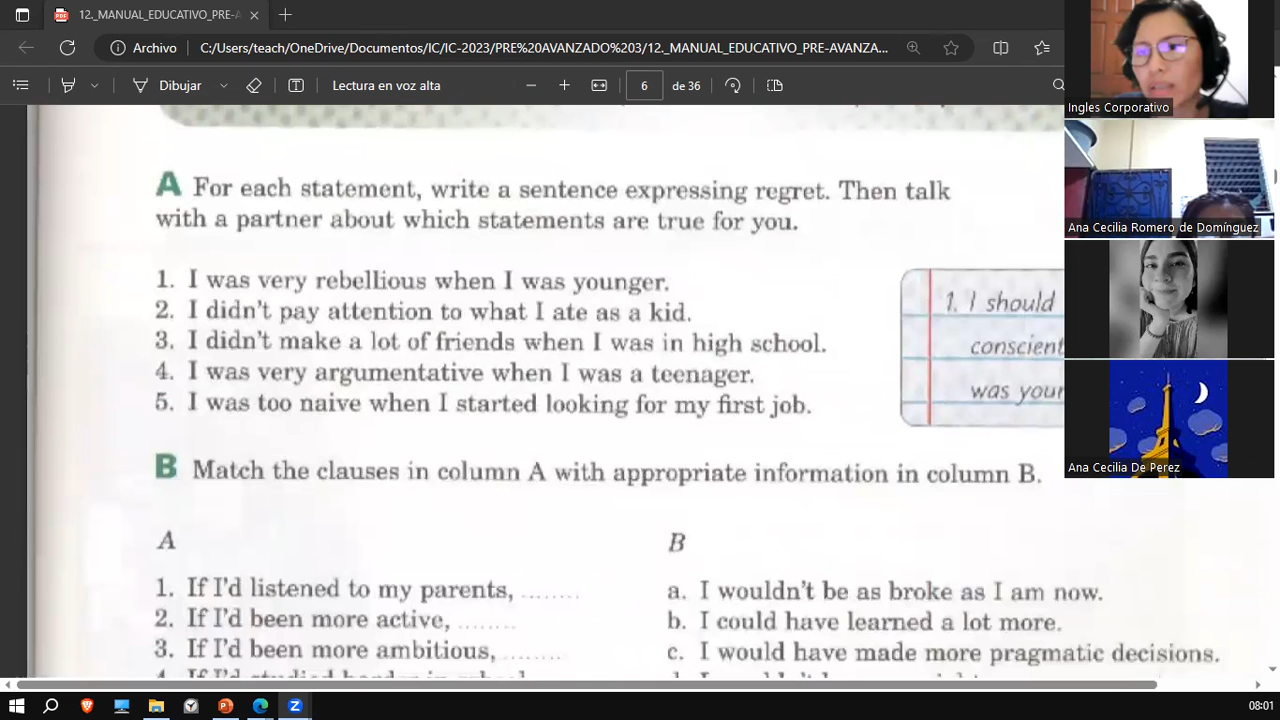 12._MANUAL_EDUCATIVO_PRE-A
Archivo
C:/Users/teach/OneDrive/Documentos/IC/IC-2023/PRE%20AVANZADO%203/12._MANUAL_EDUCATIVO_PRE-AVANZA...
Dibujar
Lectura en voz alta
6
de 36
Ingles Corporativo
A For each statement, write a sentence expressing regret. Then talk
with a partner about which statements are true for you.
Ana Cecilia Romero de Domínguez
1. I was very rebellious when I was younger.
2. I didn't pay attention to what I ate as a kid.
3. I didn't make a lot of friends when I was in high school.
4. I was very argumentative when I was a teenager.
5. I was too naive when I started looking for my first job.
1. I should
conscient
was your
Ana Cecilia De Perez
B Match the clauses in column A with appropriate information in column B.
A
1. If I'd listened to my parents, ........
2. If I'd been more active, ........
3. If I'd been more ambitious, ........
B
a. I wouldn't be as broke as I am now.
b. I could have learned a lot more.
c. I would have made more pragmatic decisions.
08:01